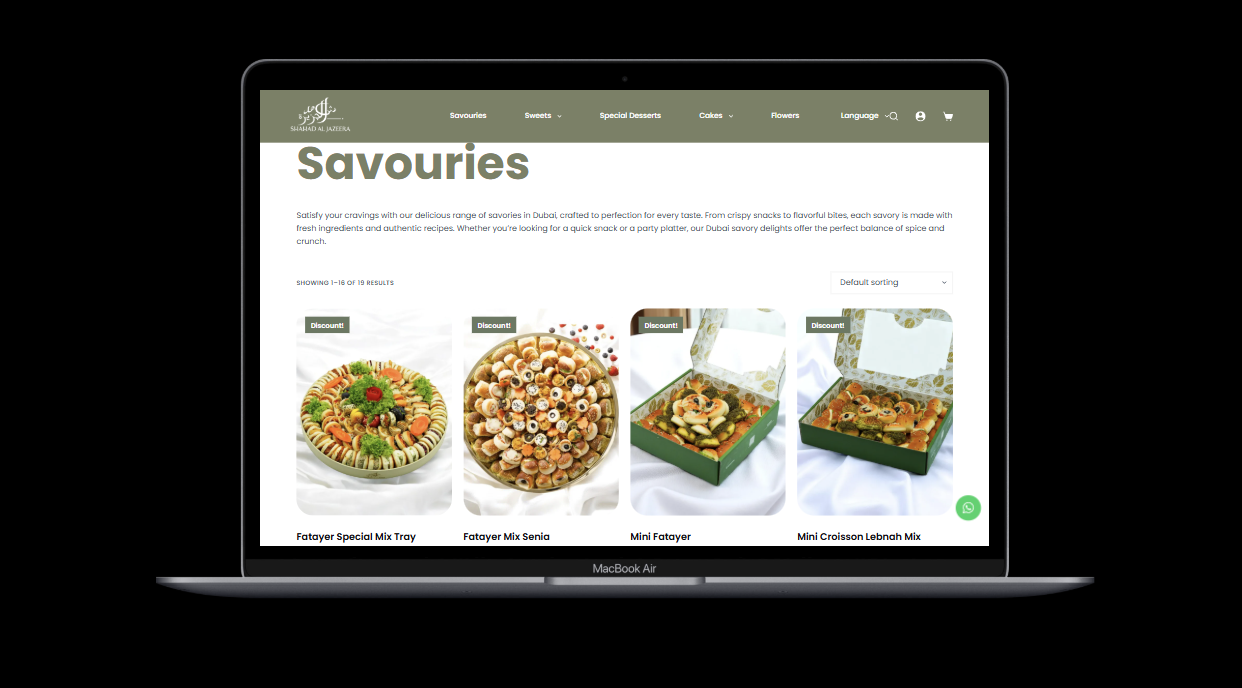 SHAHAD AL JAZEERA
Savouries
Sweets
Special Desserts
Cakes
Flowers
Language
Savouries
Satisfy your cravings with our delicious range of savories in Dubai, crafted to perfection for every taste. From crispy snacks to flavorful bites, each savory is made with
fresh ingredients and authentic recipes. Whether you're looking for a quick snack or a party platter, our Dubai savory delights offer the perfect balance of spice and
crunch.
SHOWING 1–16 OF 19 RESULTS
Default sorting
Discount!
Discount!
Discount!
Discount!
Fatayer Special Mix Tray
Fatayer Mix Senia
Mini Fatayer
Mini Croisson Lebnah Mix
MacBook Air